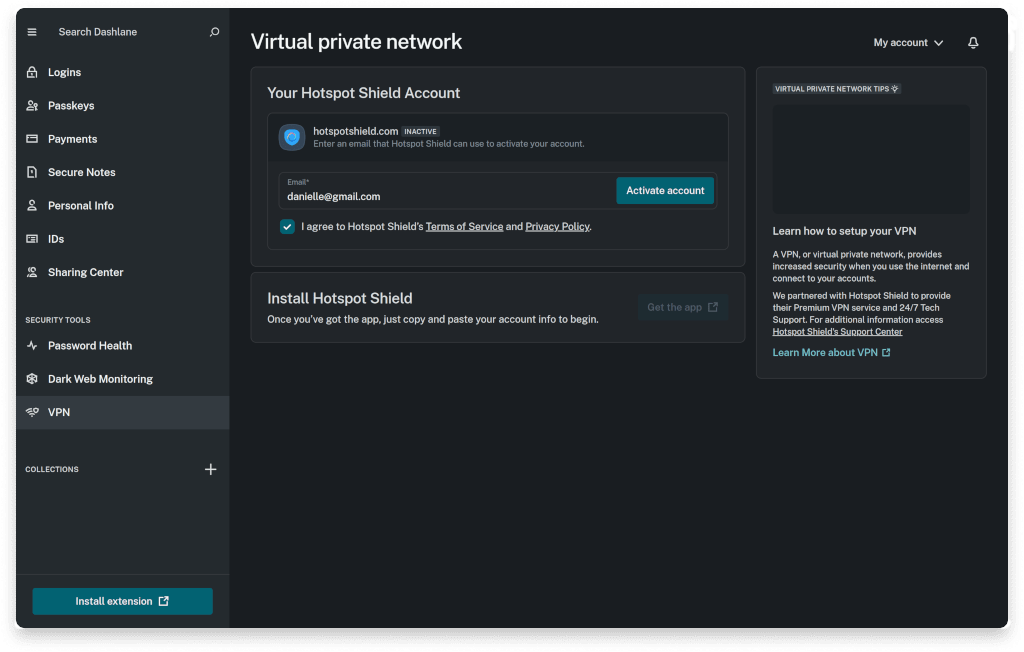 Search Dashlane
Logins
Passkeys
Payments
Secure Notes
Personal Info
IDs
Sharing Center
SECURITY TOOLS
Password Health
Dark Web Monitoring
VPN
COLLECTIONS
Install extension
Virtual private network
My account
Your Hotspot Shield Account
hotspotshield.com INACTIVE
Enter an email that Hotspot Shield can use to activate your account.
Email*
danielle@gmail.com
Activate account
I agree to Hotspot Shield's Terms of Service and Privacy Policy.
Install Hotspot Shield
Once you've got the app, just copy and paste your account info to begin.
Get the app
VIRTUAL PRIVATE NETWORK TIPS
Learn how to setup your VPN
A VPN, or virtual private network, provides
increased security when you use the internet and
connect to your accounts.
We partnered with Hotspot Shield to provide
their Premium VPN service and 24/7 Tech
Support. For additional information access
Hotspot Shield's Support Center
Learn More about VPN